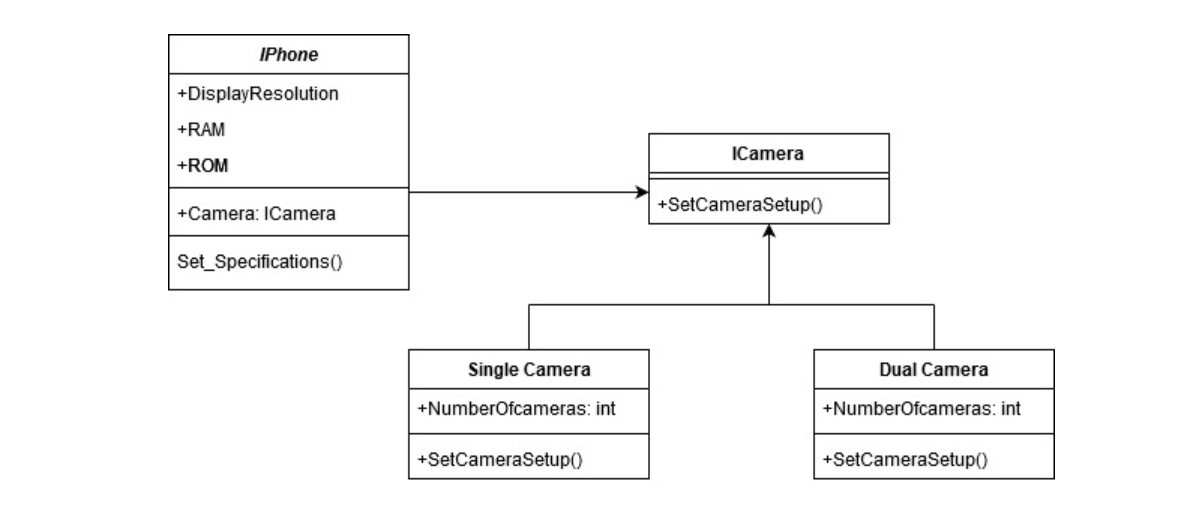 IPhone
+DisplayResolution
+RAM
+ROM
+Camera: ICamera
Set_Specifications()
ICamera
+SetCameraSetup()
Single Camera
+NumberOfcameras: int
+SetCameraSetup()
Dual Camera
+NumberOfcameras: int
+SetCameraSetup()